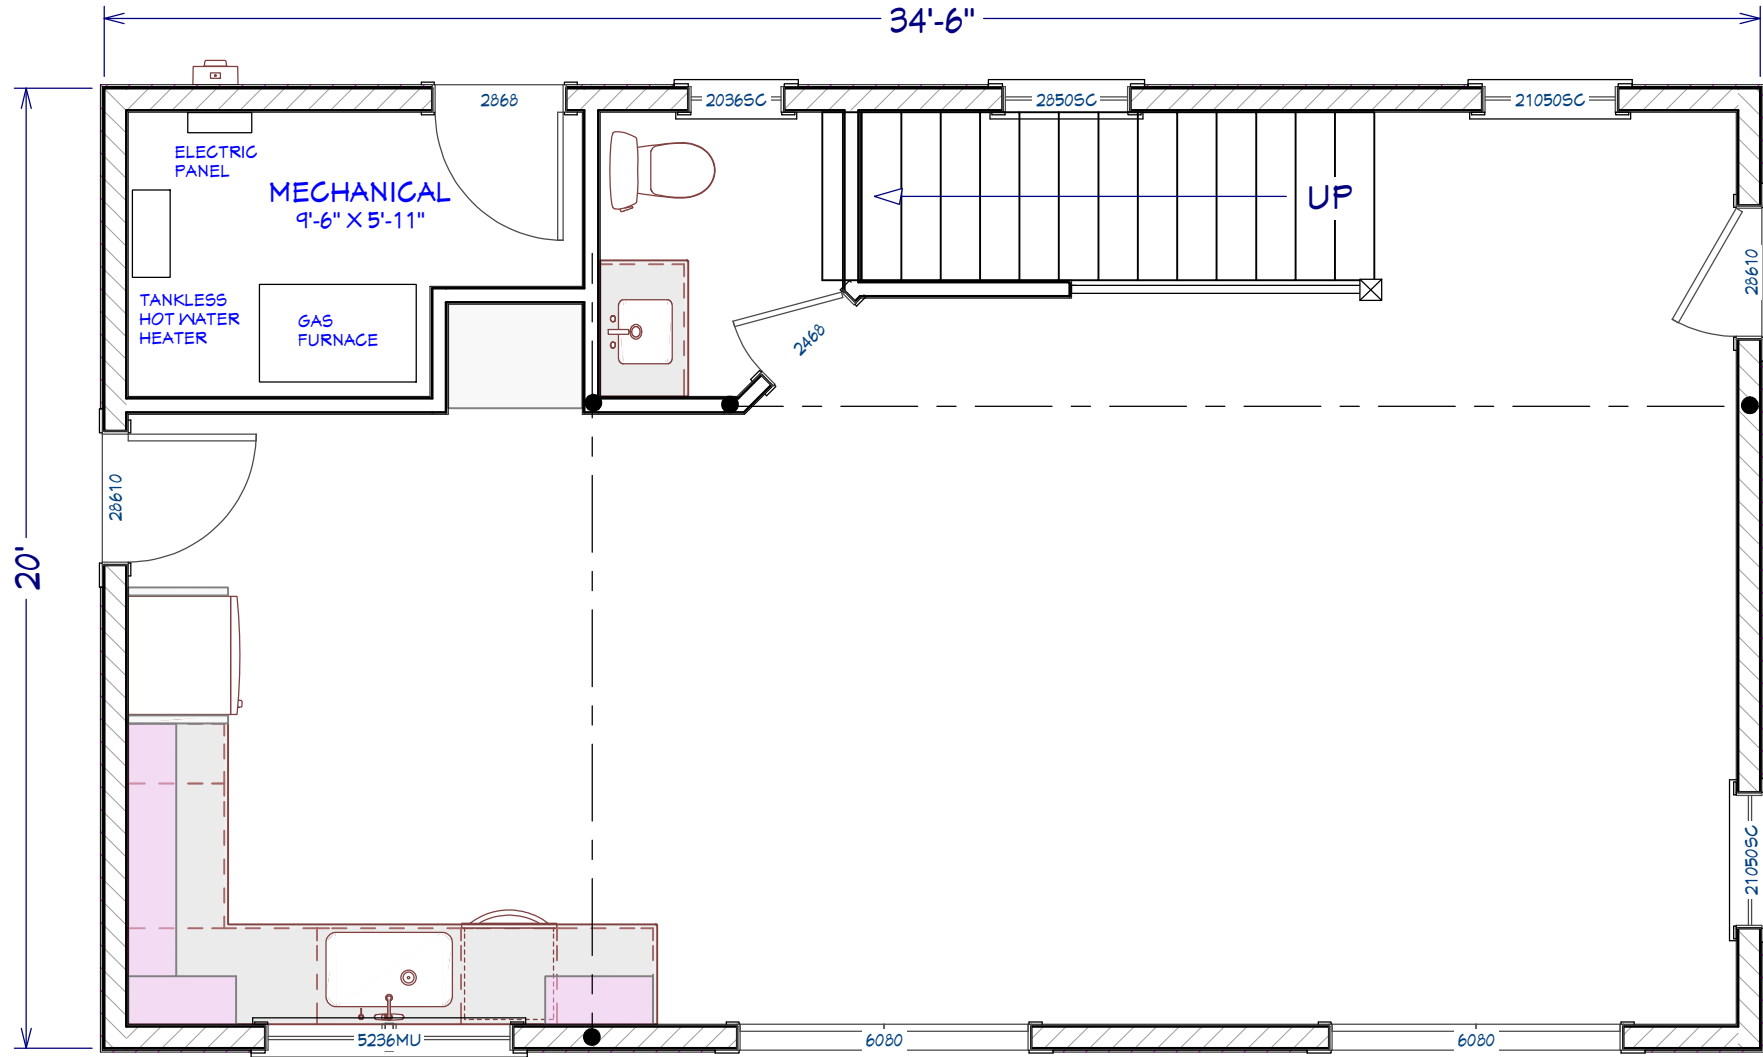 34'-6"
2868
2036SC
2850SC
21050SC
ELECTRIC
PANEL
MECHANICAL
9'-6" X 5'-11"
UP
28610
TANKLESS
HOT WATER
HEATER
GAS
FURNACE
2468
28610
20'
21050SC
5236MU
6080
6080